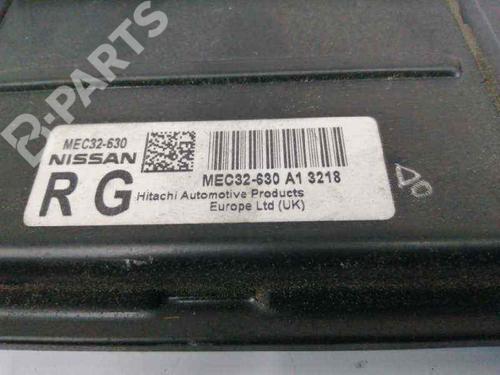 B-PARTS
MEC32-630
NISSAN
R G
MEC32-630 A1 3218
Hitachi Automotive Products
Europe Ltd (UK)